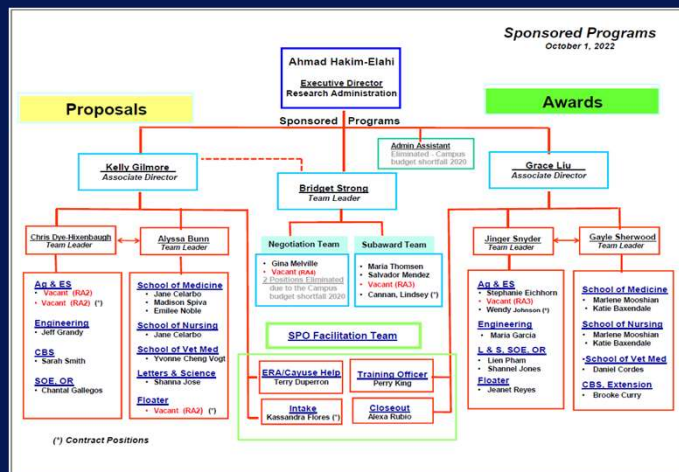 Sponsored Programs
October 1, 2022
Ahmad Hakim-Elahi
Executive Director
Research Administration
Proposals
Awards
Sponsored Programs
Admin Assistant
Eliminated - Campus
budget shortfall 2020
Kelly Gilmore
Associate Director
Bridget Strong
Team Leader
Grace Liu
Associate Director
Chris Dye-Hixenbaugh
Team Leader
Alyssa Bunn
Team Leader
Negotiation Team
• Gina Melville
• Vacant (RA4)
2 Positions Eliminated
due to the Campus
budget shortfall 2020
Subaward Team
• Maria Thomsen
• Salvador Mendez
• Vacant (RA3)
• Cannan, Lindsey (*)
Jinger Snyder
Team Leader
Gayle Sherwood
Team Leader
Ag & ES
• Vacant (RA2)
• Vacant (RA2) (*)
Engineering
• Jeff Grandy
CBS
• Sarah Smith
SOE, OR
• Chantal Gallegos
School of Medicine
• Jane Celarbo
• Madison Spiva
• Emilee Noble
School of Nursing
• Jane Celarbo
School of Vet Med
• Yvonne Cheng Vogt
Letters & Science
• Shanna Jose
Floater
• Vacant (RA2) (*)
SPO Facilitation Team
ERA/Cayuse Help
Terry Duperron
Training Officer
Perry King
Intake
Kassandra Flores (*)
Closeout
Alexa Rubio
Ag & ES
• Stephanie Eichhorn
• Vacant (RA3)
• Wendy Johnson (*)
Engineering
• Maria Garcia
L & S, SOE, OR
• Lien Pham
• Shannel Jones
Floater
• Jeanet Reyes
School of Medicine
• Marlene Mooshian
• Katie Baxendale
School of Nursing
• Marlene Mooshian
• Katie Baxendale
•School of Vet Med
• Daniel Cordes
CBS, Extension
• Brooke Curry
(*) Contract Positions